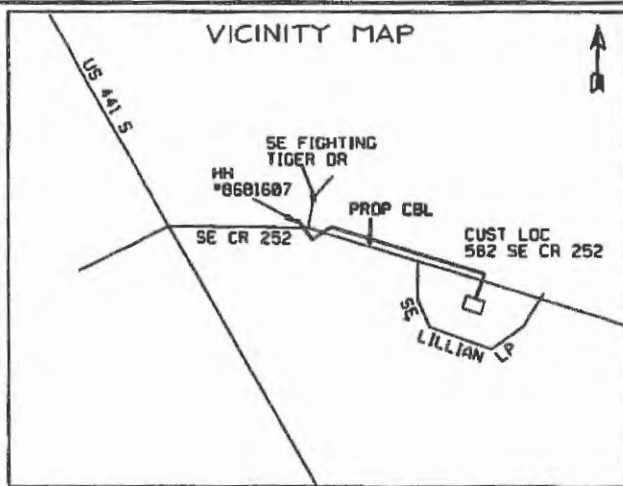 VICINITY MAP
US 441 S
SE FIGHTING
TIGER DR
HH
*8681607
PROP CBL
CUST LOC
582 SE CR 252
SE CR 252
SE LILLIAN LP